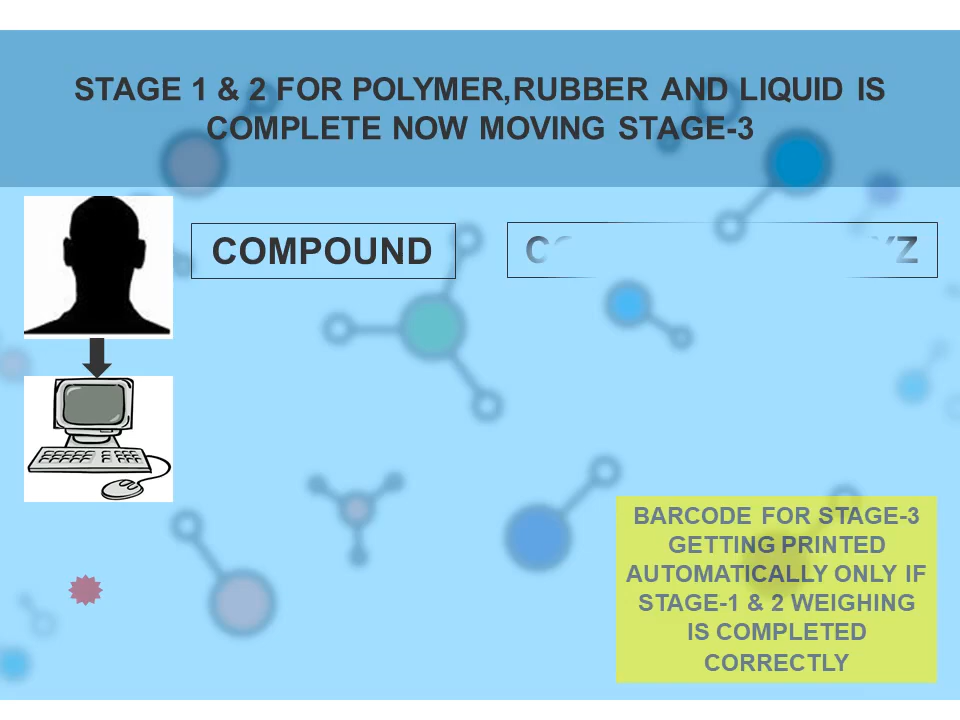 STAGE 1 & 2 FOR POLYMER,RUBBER AND LIQUID IS
COMPLETE NOW MOVING STAGE-3
COMPOUND
BARCODE FOR STAGE-3
GETTING PRINTED
AUTOMATICALLY ONLY IF
STAGE-1 & 2 WEIGHING
IS COMPLETED
CORRECTLY